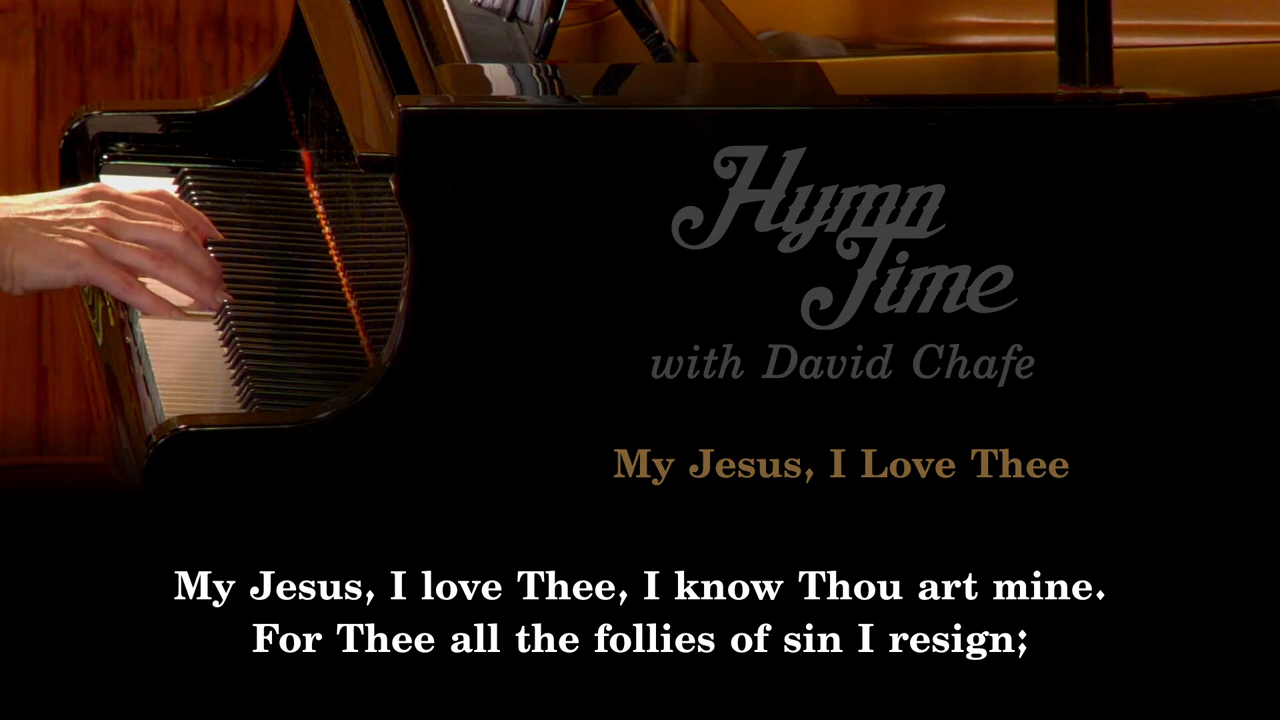 Hymn
Time
with David Chafe
My Jesus, I Love Thee
My Jesus, I love Thee, I know Thou art mine.
For Thee all the follies of sin I resign;